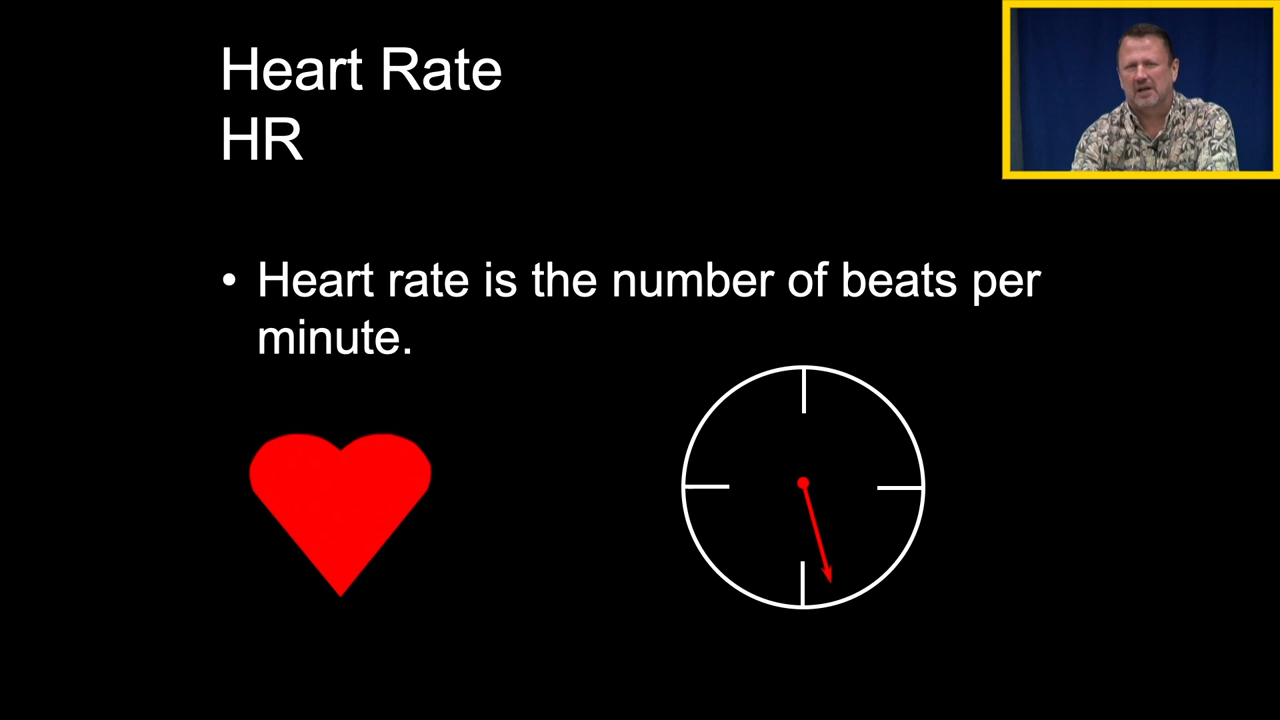 Heart Rate
HR
• Heart rate is the number of beats per
minute.